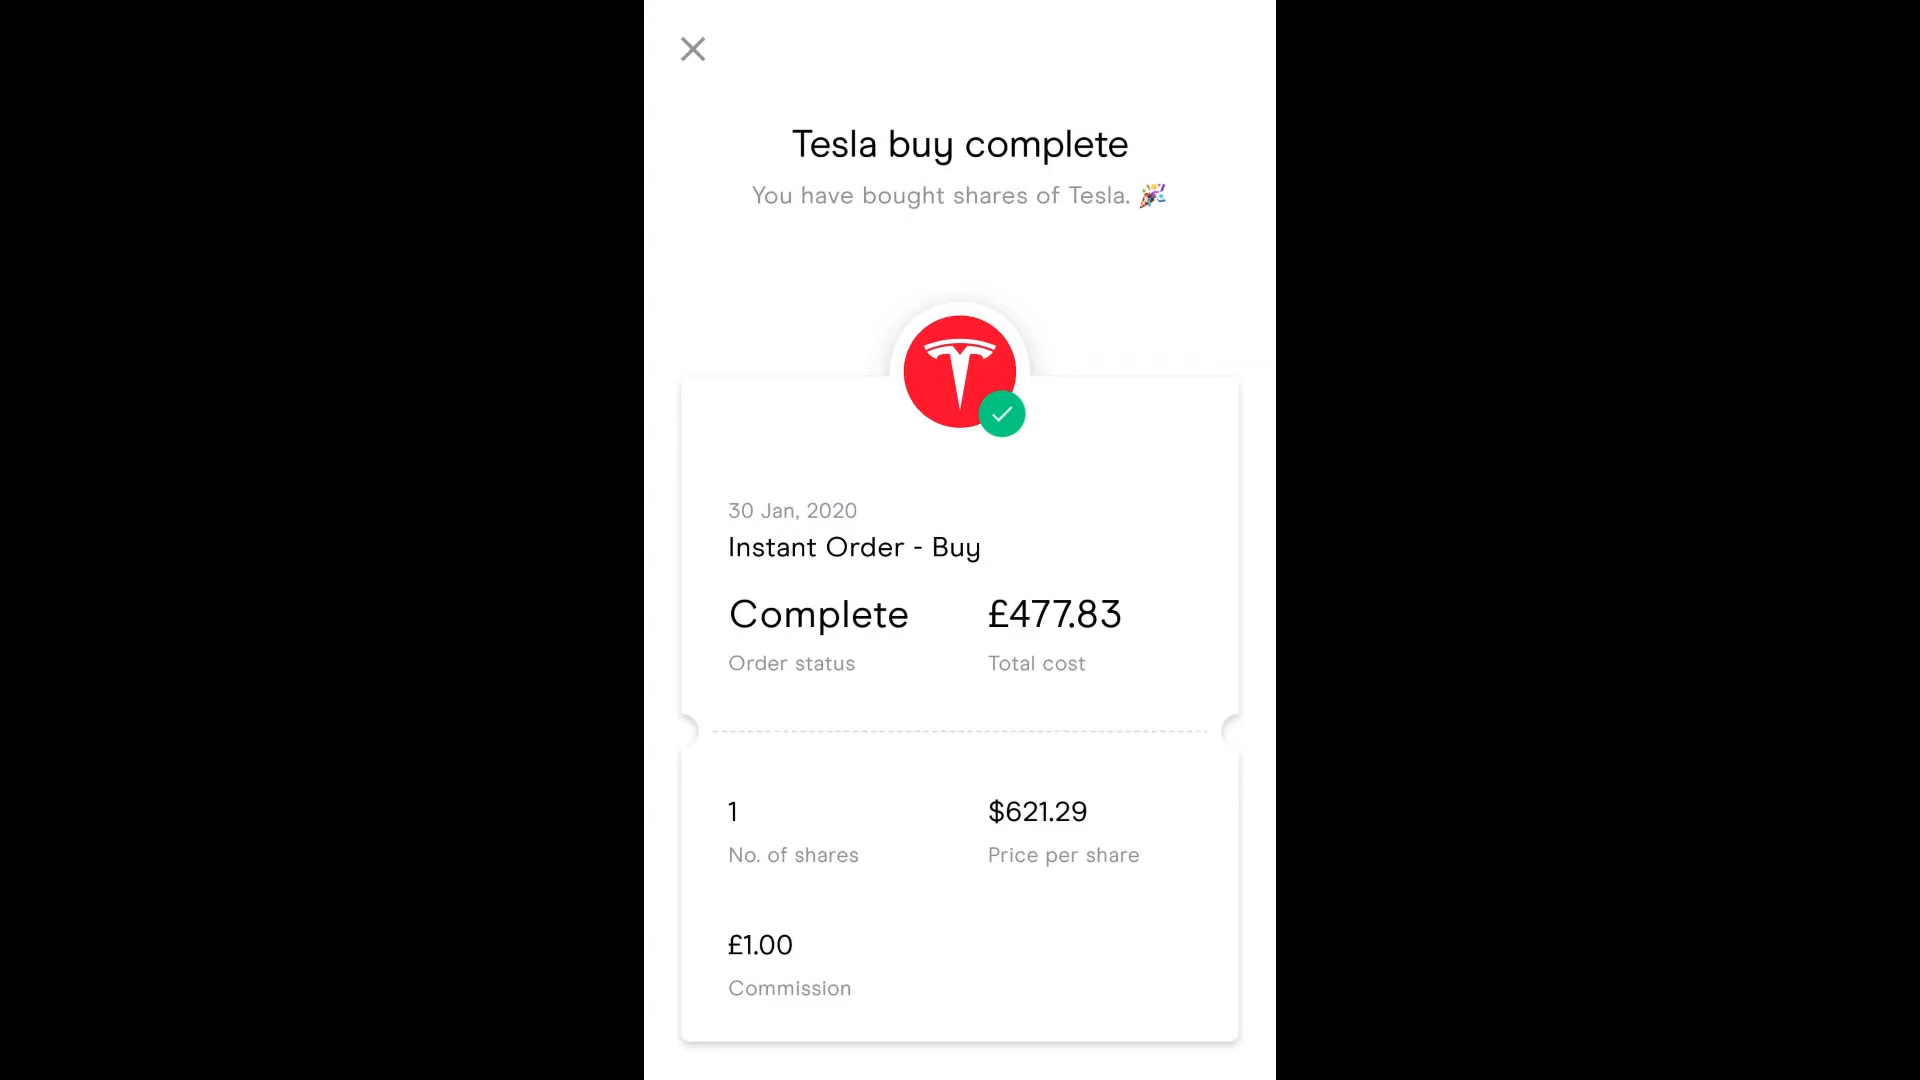 Tesla buy complete
You have bought shares of Tesla. 🎉
30 Jan, 2020
Instant Order - Buy
Complete £477.83
Order status Total cost
1 $621.29
No. of shares Price per share
£1.00
Commission